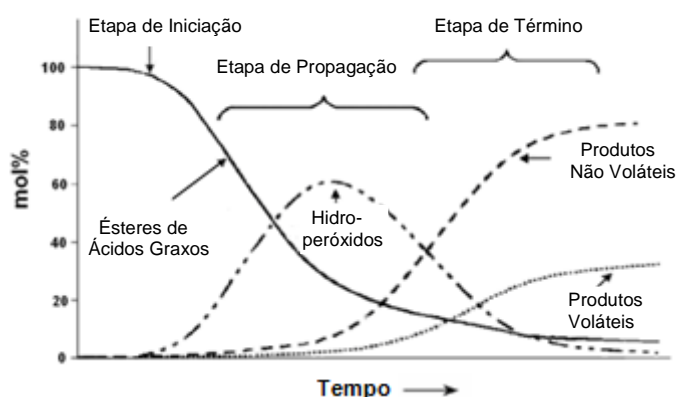 Etapa de Iniciação
Etapa de Término
Etapa de Propagação
100
80
60
40
20
0
mol%
Ésteres de
Ácidos Graxos
Hidro-
peróxidos
Produtos
Não Voláteis
Produtos
Voláteis
Tempo